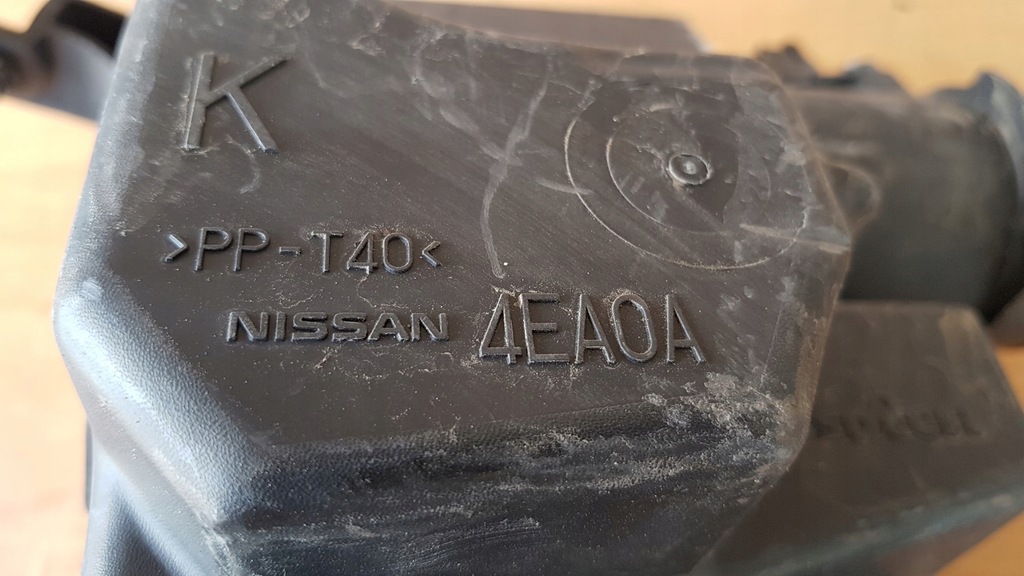 K
>PP-T40<
NISSAN 4EA0A